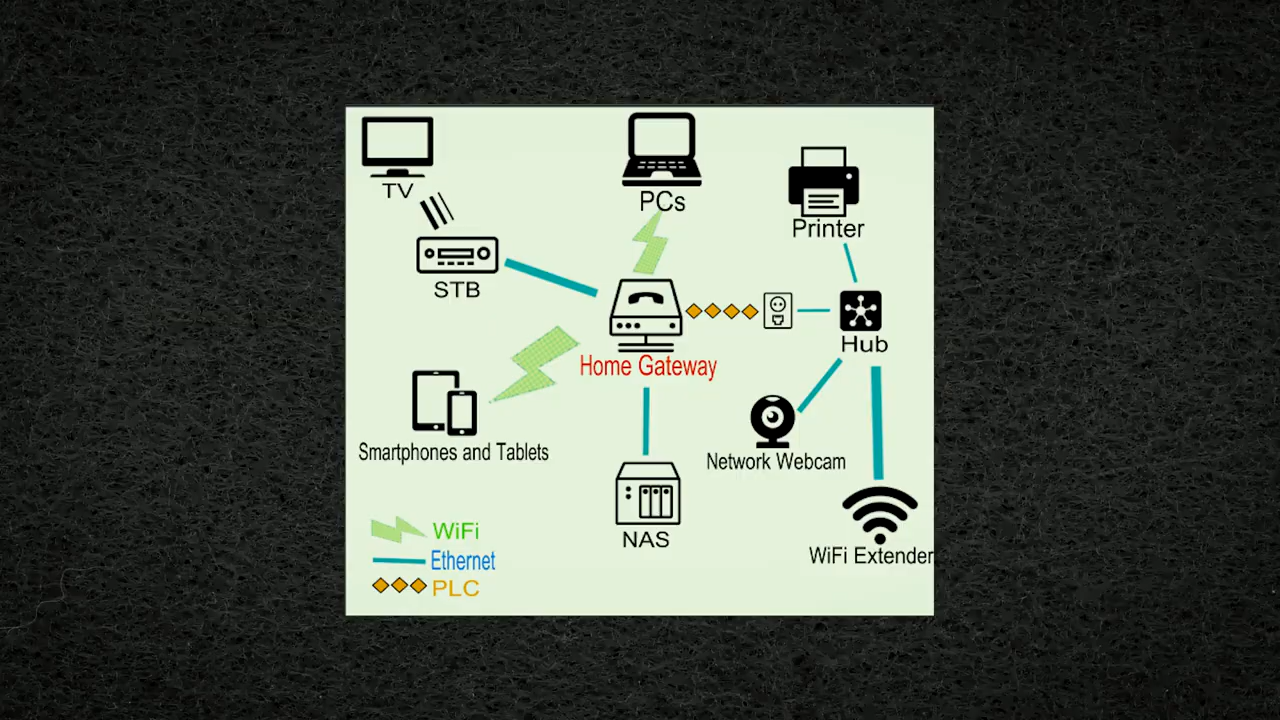 TV
PCs
Printer
STB
Hub
Home Gateway
Smartphones and Tablets
Network Webcam
NAS
WiFi Extender
WiFi
Ethernet
PLC